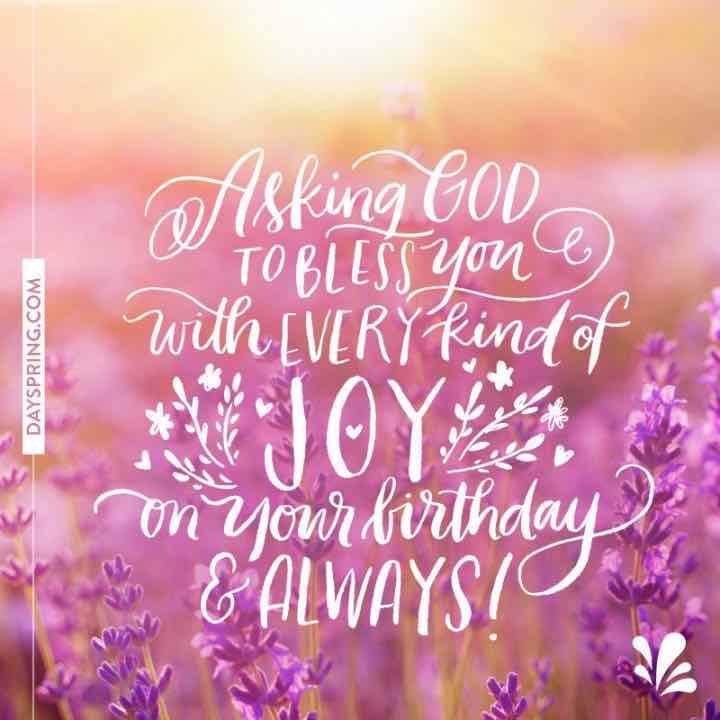 Asking GOD
TO BLESS you
with EVERY kind of
JOY
on your birthday
& ALWAYS!
DAYSPRING.COM